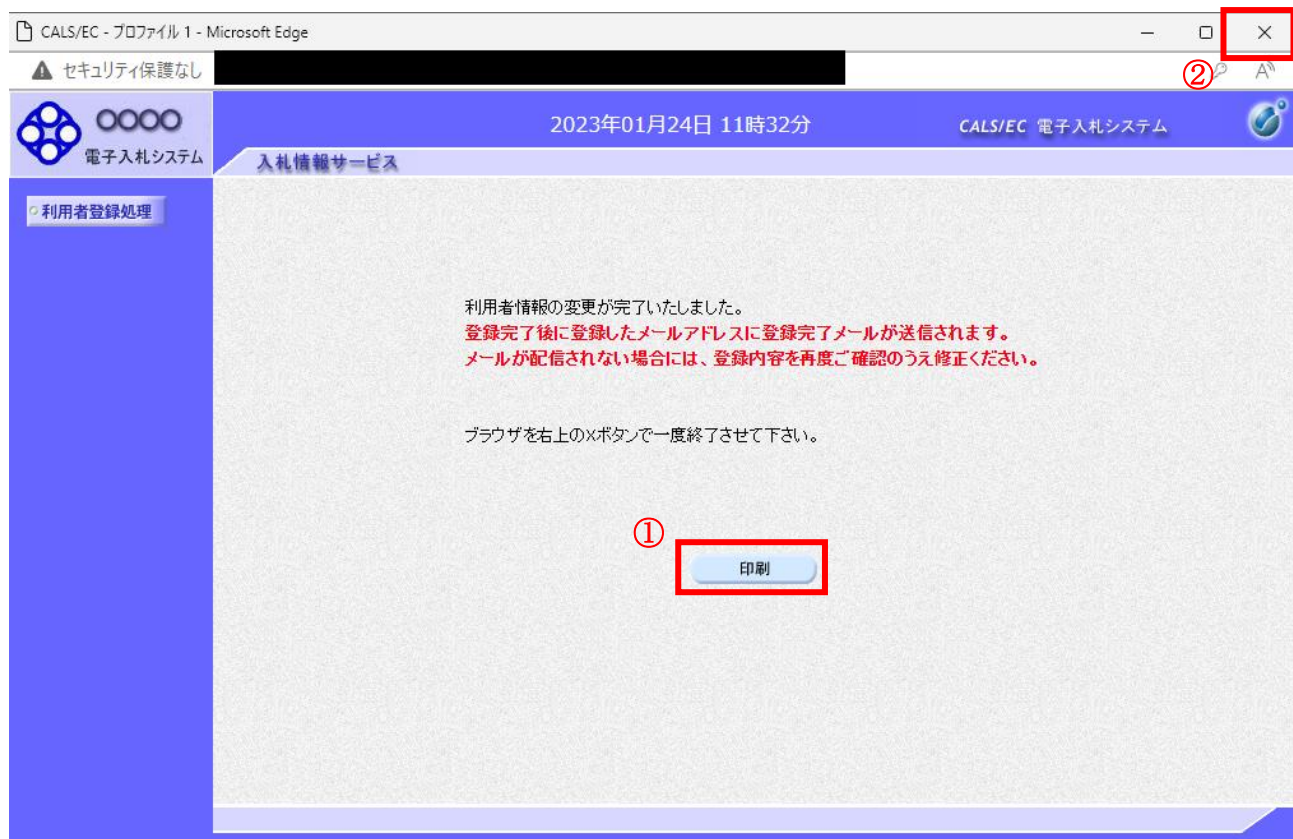 CALS/EC - プロファイル 1 - Microsoft Edge
セキュリティ保護なし
②
A
〇〇〇〇
電子入札システム
2023年01月24日 11時32分
CALS/EC 電子入札システム
入札情報サービス
利用者登録処理
利用者情報の変更が完了いたしました。
登録完了後に登録したメールアドレスに登録完了メールが送信されます。
メールが配信されない場合には、登録内容を再度ご確認のうえ修正ください。
ブラウザを右上の×ボタンで一度終了させて下さい。
①
印刷